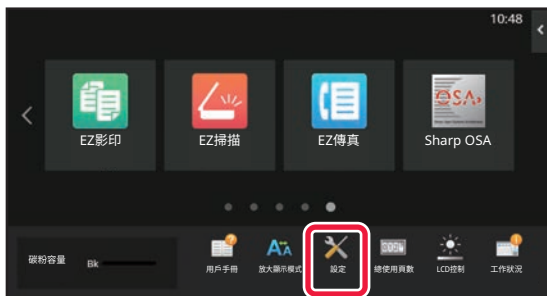 10:48
EZ影印
EZ掃描
EZ傳真
OSA
Sharp OSA
碳粉容量
Bk
用戶手冊
AAA
放大顯示模式
設定
總使用頁數
LCD控制
工作狀況